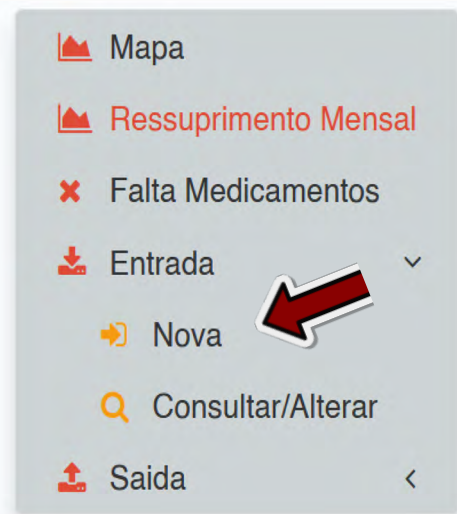 Mapa
Ressuprimento Mensal
Falta Medicamentos
Entrada
Nova
Consultar/Alterar
Saida